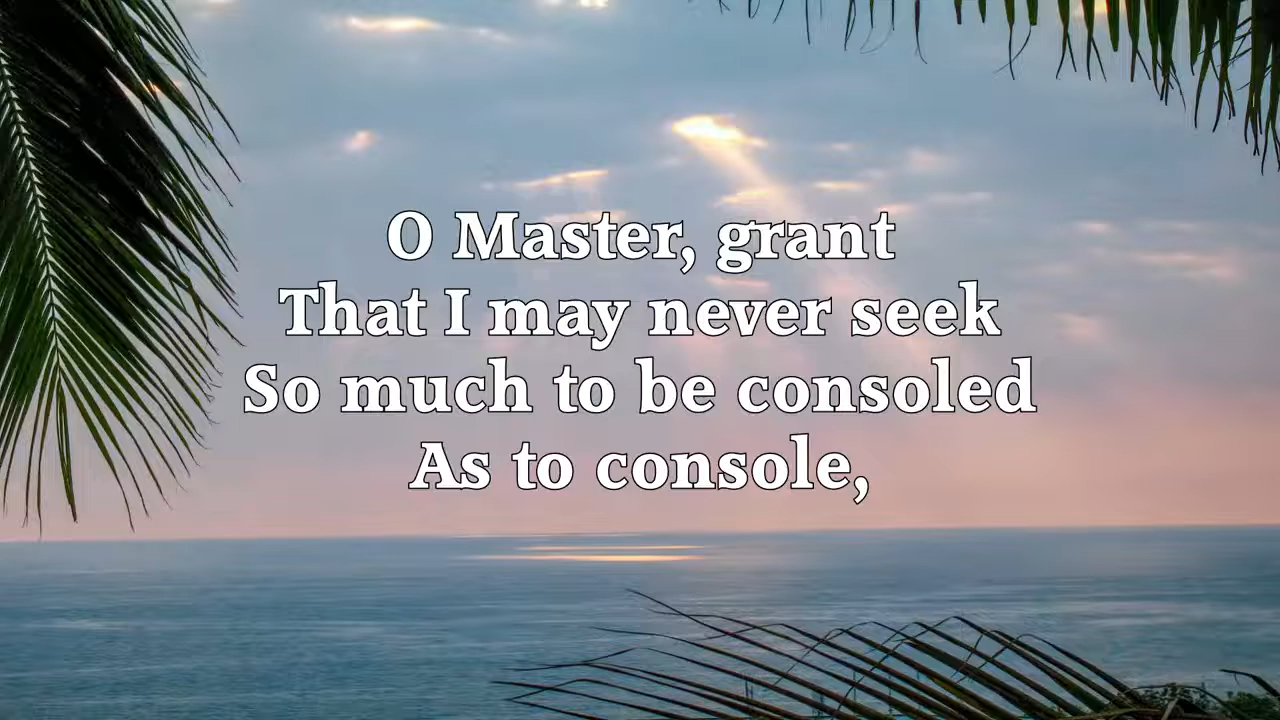 O Master, grant
That I may never seek
So much to be consoled
As to console,